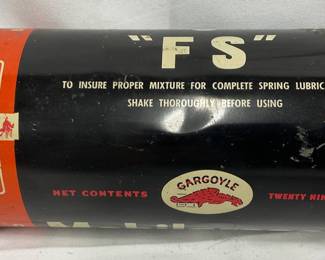 "FS"
TO INSURE PROPER MIXTURE FOR COMPLETE SPRING LUBRIC
SHAKE THOROUGHLY BEFORE USING
GARGOYLE
NET CONTENTS
TWENTY NIN